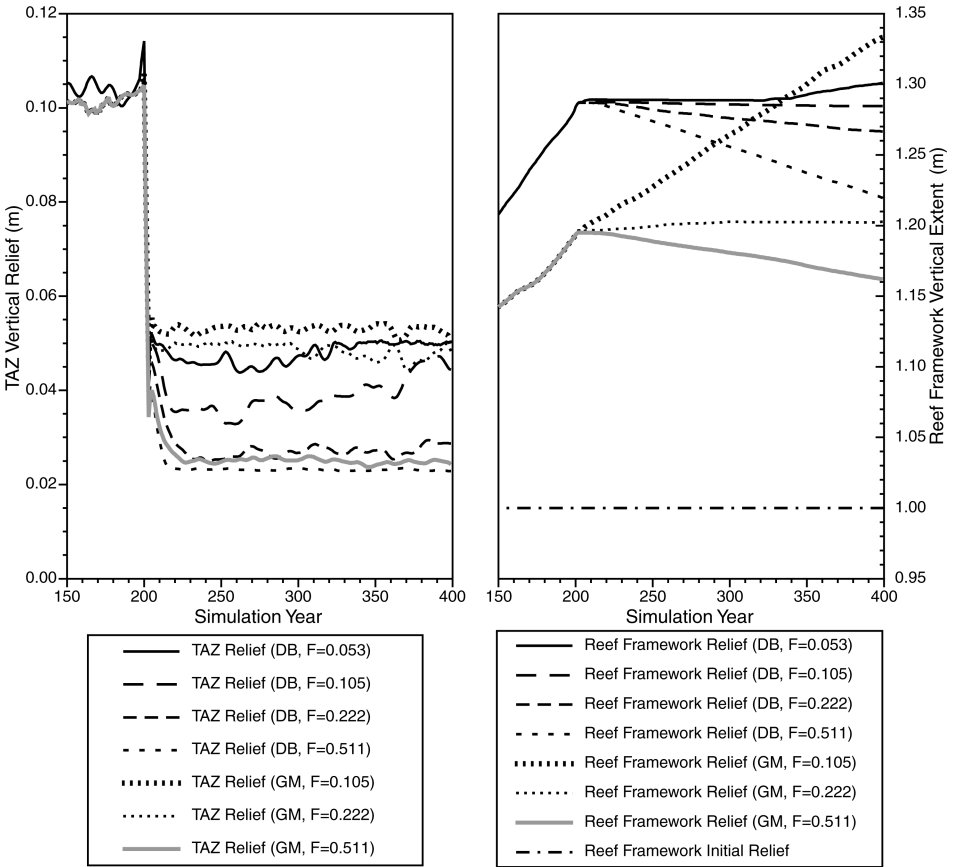 0.12
0.10
0.08
0.06
0.04
0.02
0.00
TAZ Vertical Relief (m)
150 200 250 300 350 400
Simulation Year
1.35
1.30
1.25
1.20
1.15
1.10
1.05
1.00
0.95
Reef Framework Vertical Extent (m)
150 200 250 300 350 400
Simulation Year
TAZ Relief (DB, F=0.053)
TAZ Relief (DB, F=0.105)
TAZ Relief (DB, F=0.222)
TAZ Relief (DB, F=0.511)
TAZ Relief (GM, F=0.105)
TAZ Relief (GM, F=0.222)
TAZ Relief (GM, F=0.511)
Reef Framework Relief (DB, F=0.053)
Reef Framework Relief (DB, F=0.105)
Reef Framework Relief (DB, F=0.222)
Reef Framework Relief (DB, F=0.511)
Reef Framework Relief (GM, F=0.105)
Reef Framework Relief (GM, F=0.222)
Reef Framework Relief (GM, F=0.511)
Reef Framework Initial Relief